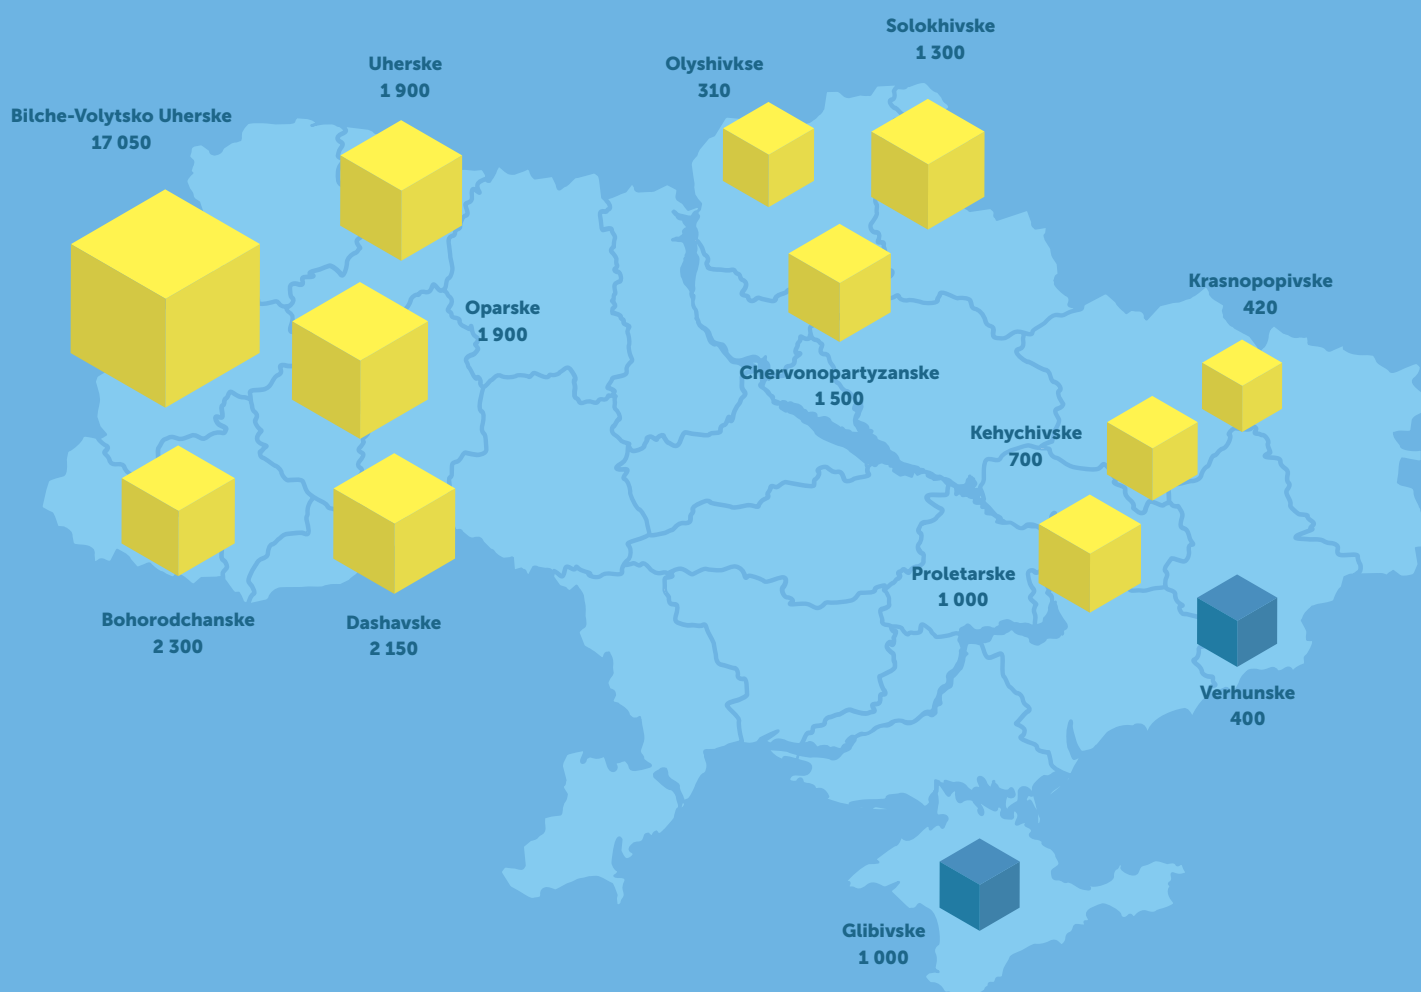 Solokhivske
1 300
Uherske
1 900
Olyshivkse
310
Bilche-Volytsko Uherske
17 050
Krasnopopivske
420
Oparske
1 900
Chervonopartyzanske
1 500
Kehychivske
700
Proletarske
1 000
Bohorodchanske
2 300
Dashavske
2 150
Verhunske
400
Glibivske
1 000